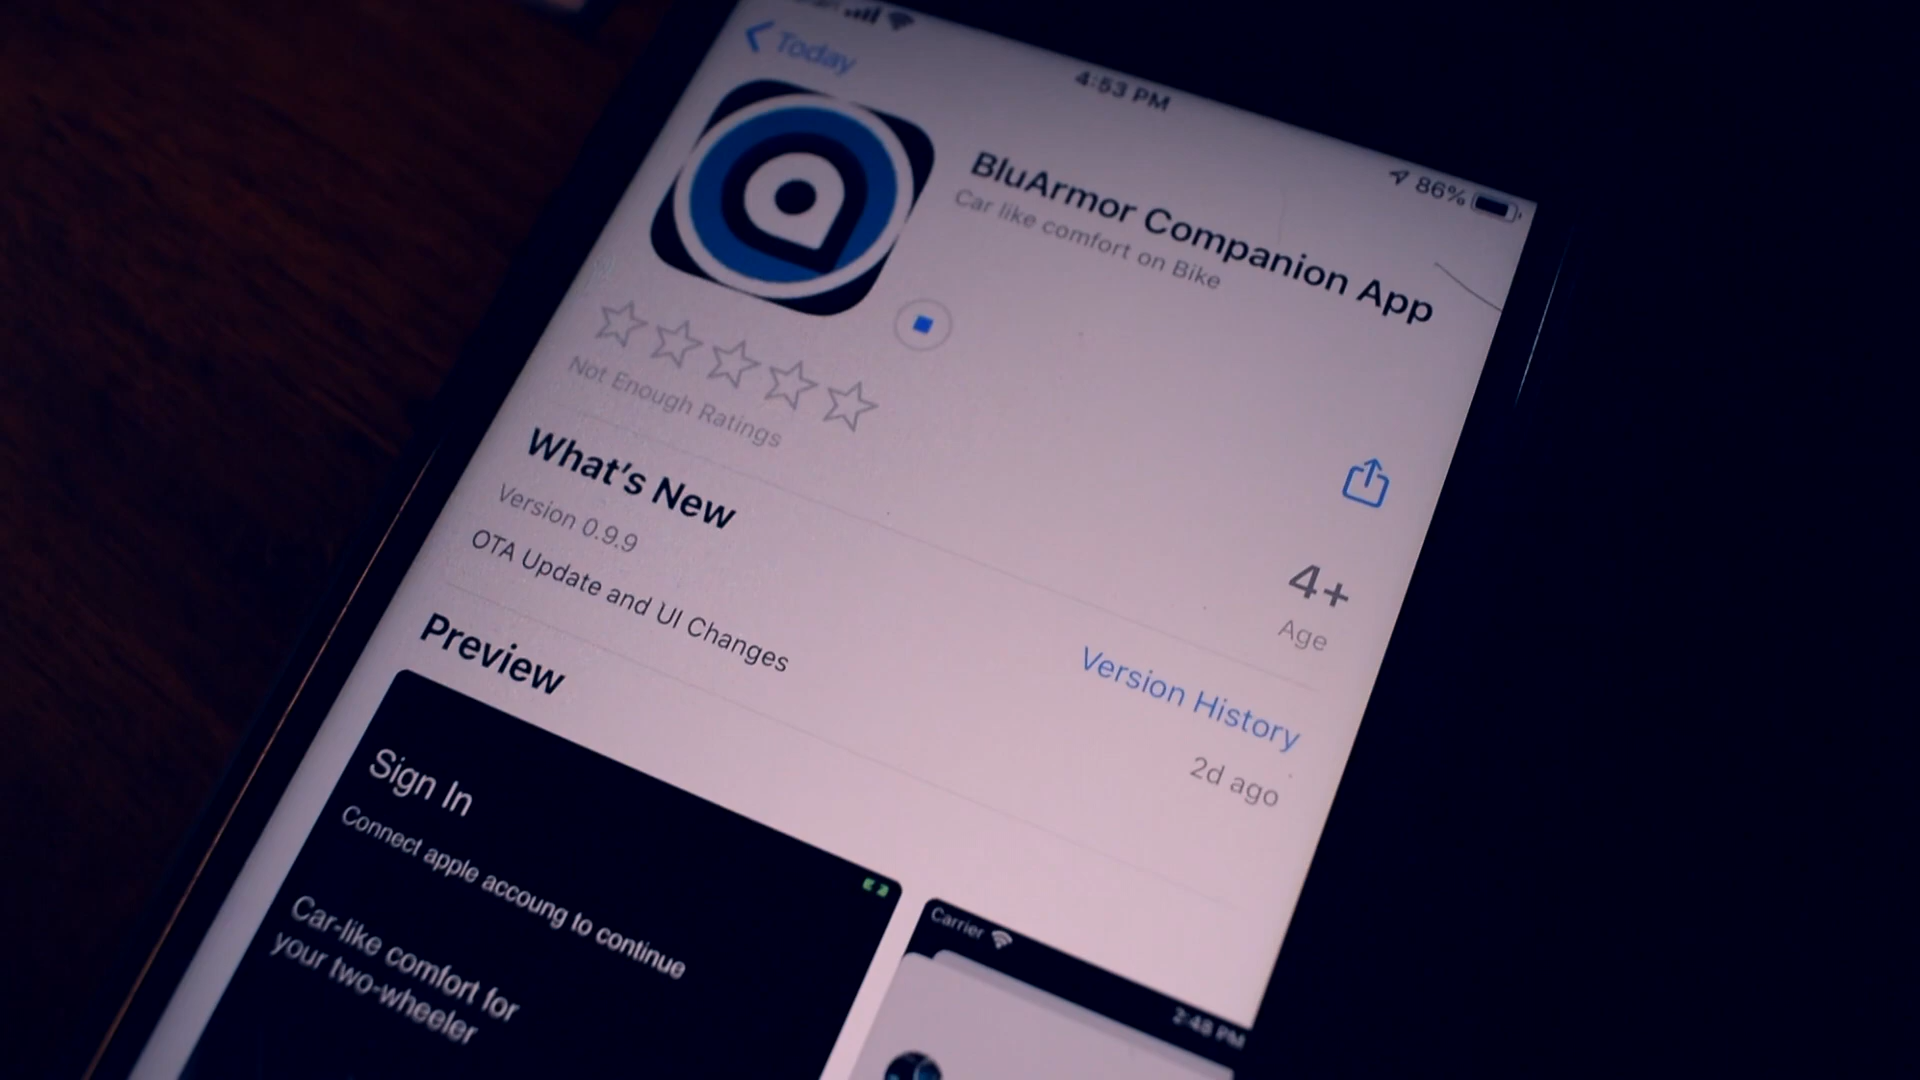 Today
4:53 PM
86%
BluArmor Companion App
Car like comfort on Bike
Not Enough Ratings
4+
Age
What's New
Version History
Version 0.9.9
2d ago
OTA Update and UI Changes
Preview
Sign In
Connect apple accoung to continue
Car-like comfort for
your two-wheeler
Carrier
2:48 PM